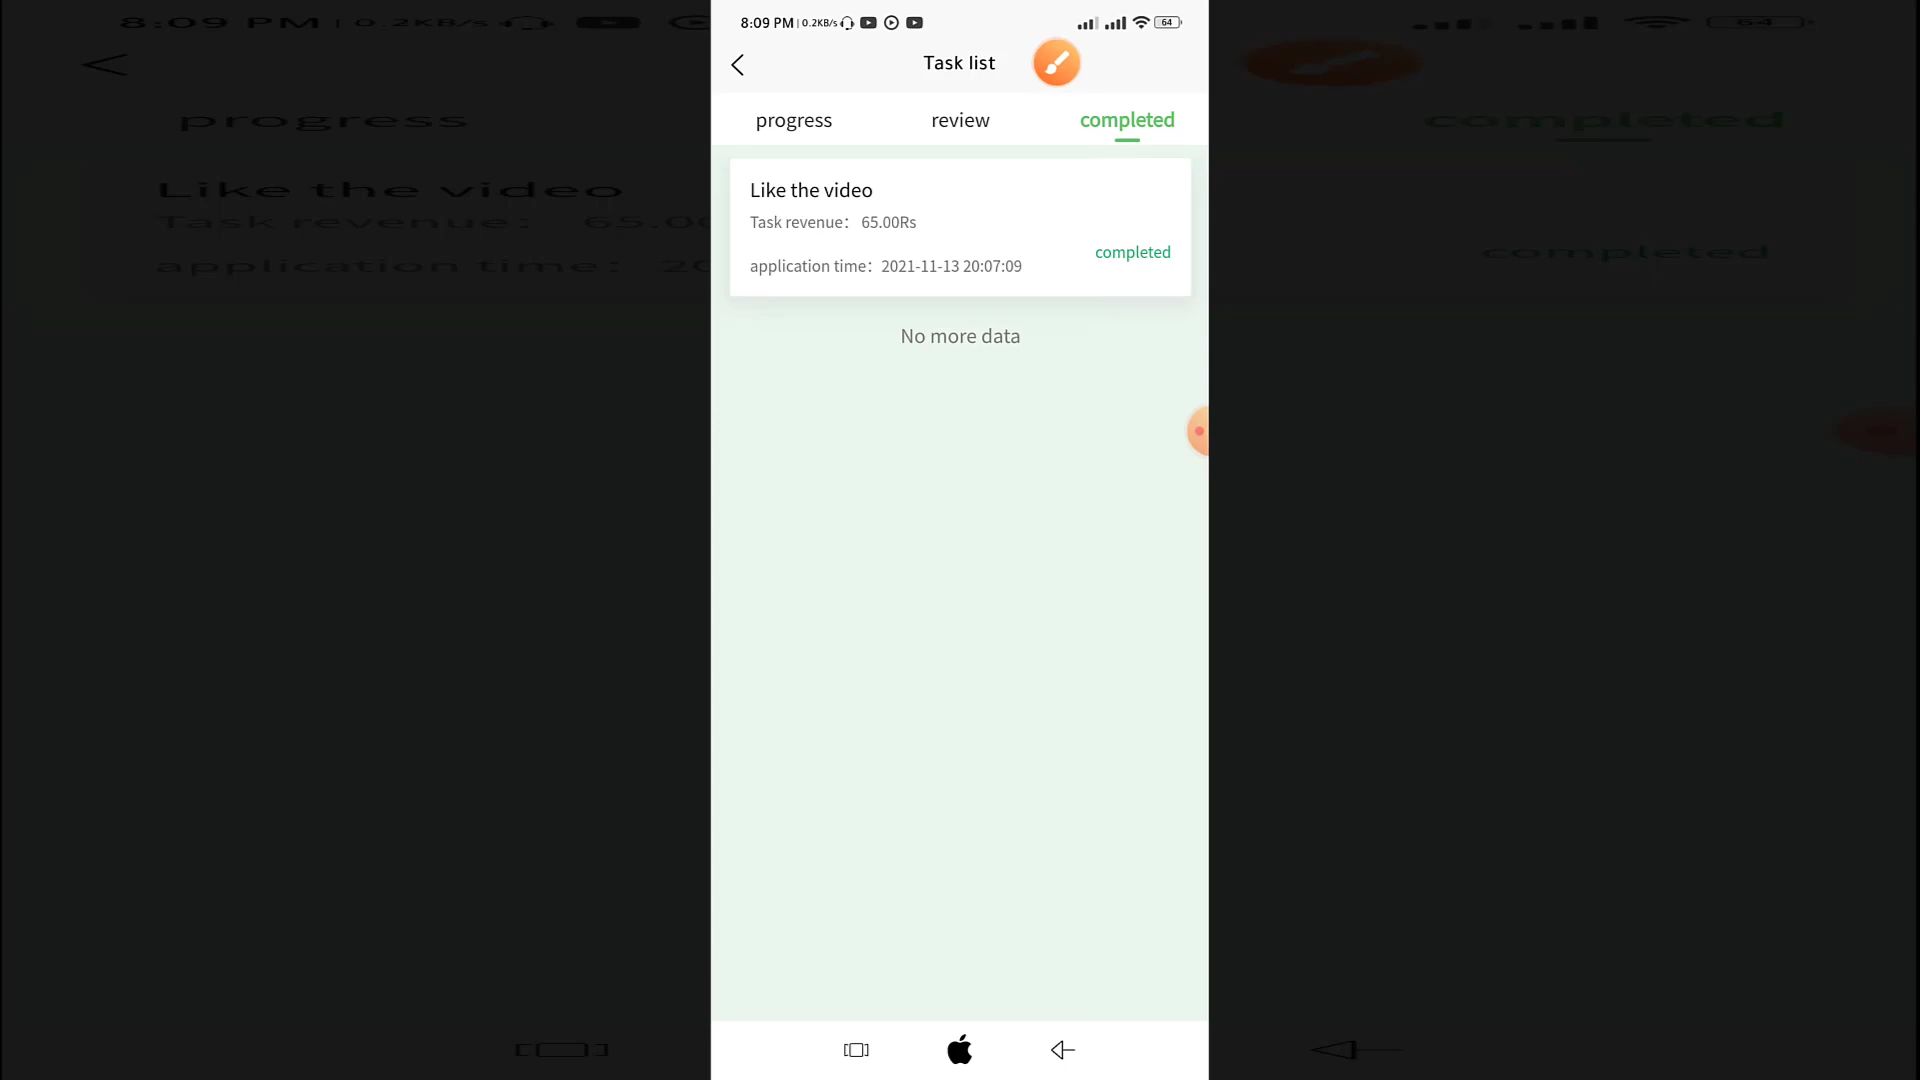 8:09 PM | 0.2KB/s
64
Task list
progress review completed
Like the video
Task revenue： 65.00Rs
completed
application time：2021-11-13 20:07:09
No more data